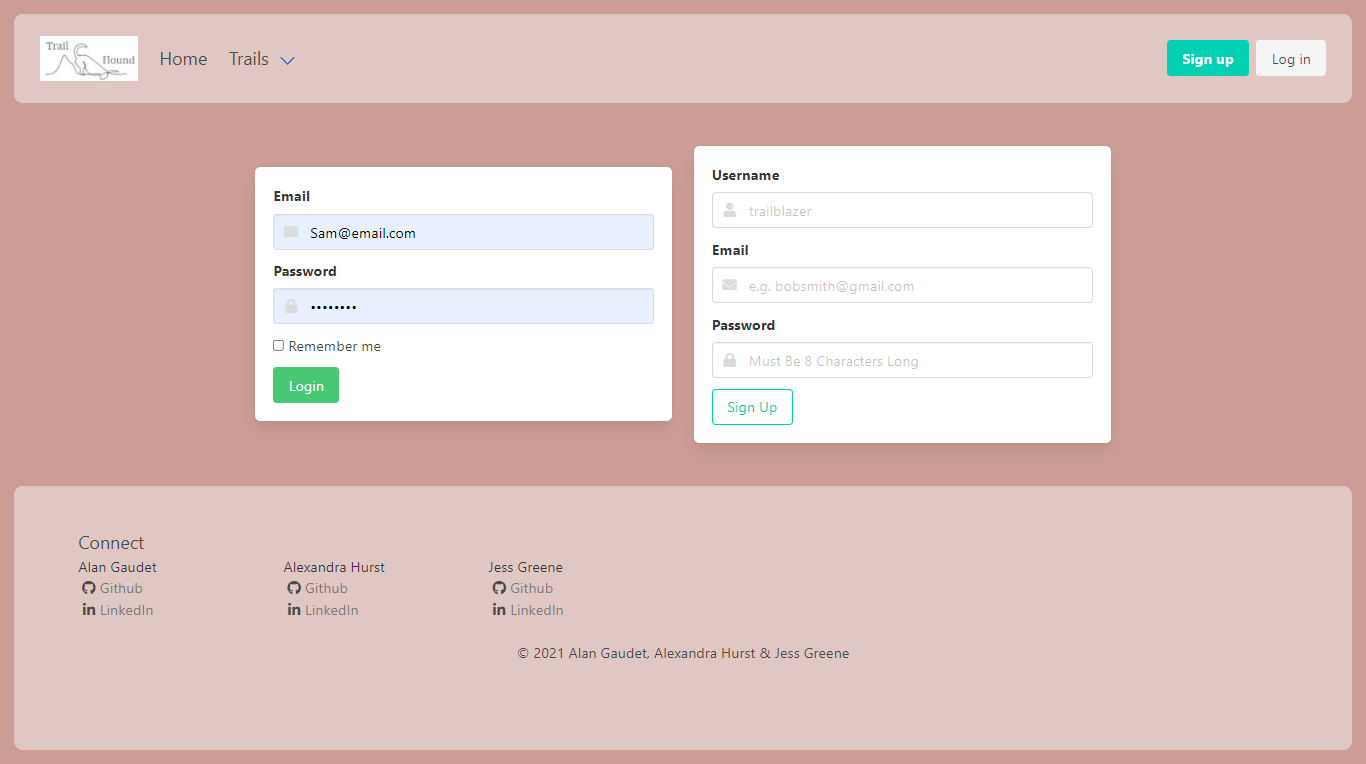 Trail
Hound
Home
Trails
Sign up
Log in
Email
Sam@email.com
Password
••••••••
Remember me
Login
Username
trailblazer
Email
e.g. bobsmith@gmail.com
Password
Must Be 8 Characters Long
Sign Up
Connect
Alan Gaudet
Github
LinkedIn
Alexandra Hurst
Github
LinkedIn
Jess Greene
Github
LinkedIn
© 2021 Alan Gaudet, Alexandra Hurst & Jess Greene